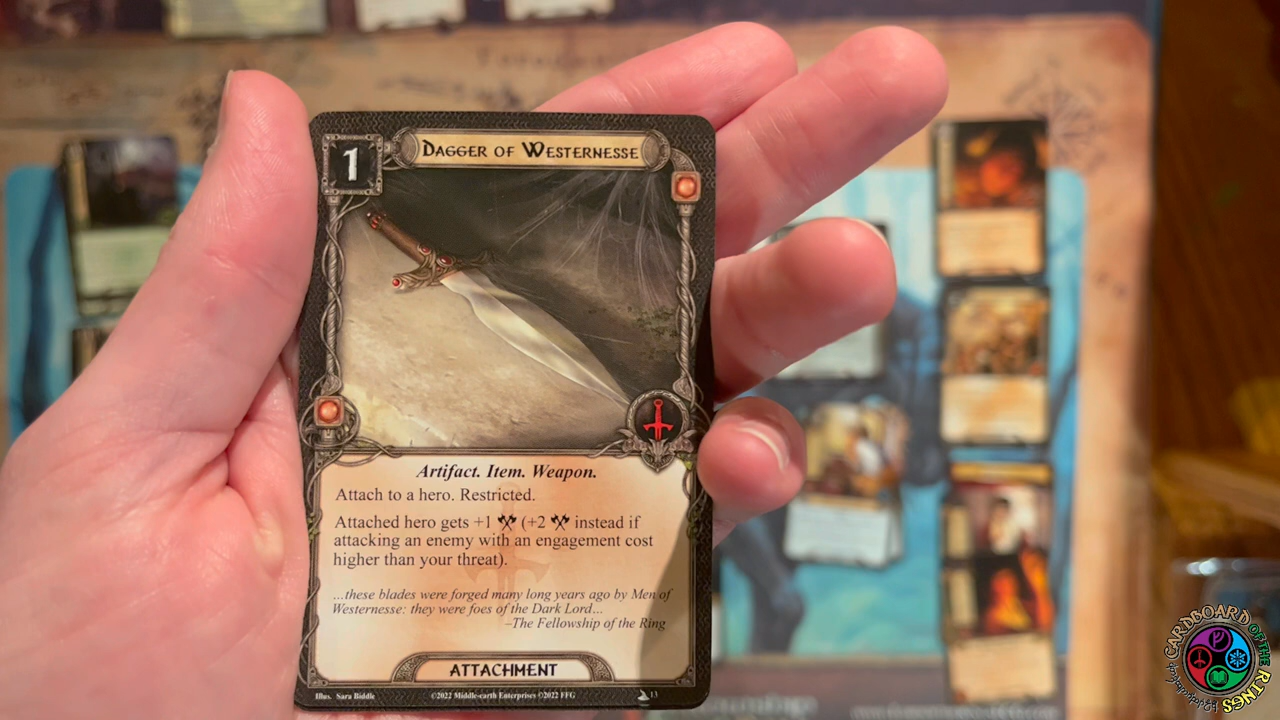 1
Dagger of Westernesse
Artifact. Item. Weapon.
Attach to a hero. Restricted.
Attached hero gets +1 (+2 instead if
attacking an enemy with an engagement cost
higher than your threat).
...these blades were forged many long years ago by Men of
Westernesse: they were foes of the Dark Lord...
–The Fellowship of the Ring
ATTACHMENT
Illus. Sara Biddle
©2022 Middle-earth Enterprises ©2022 FFG
13
CARDBOARD OF THE RINGS